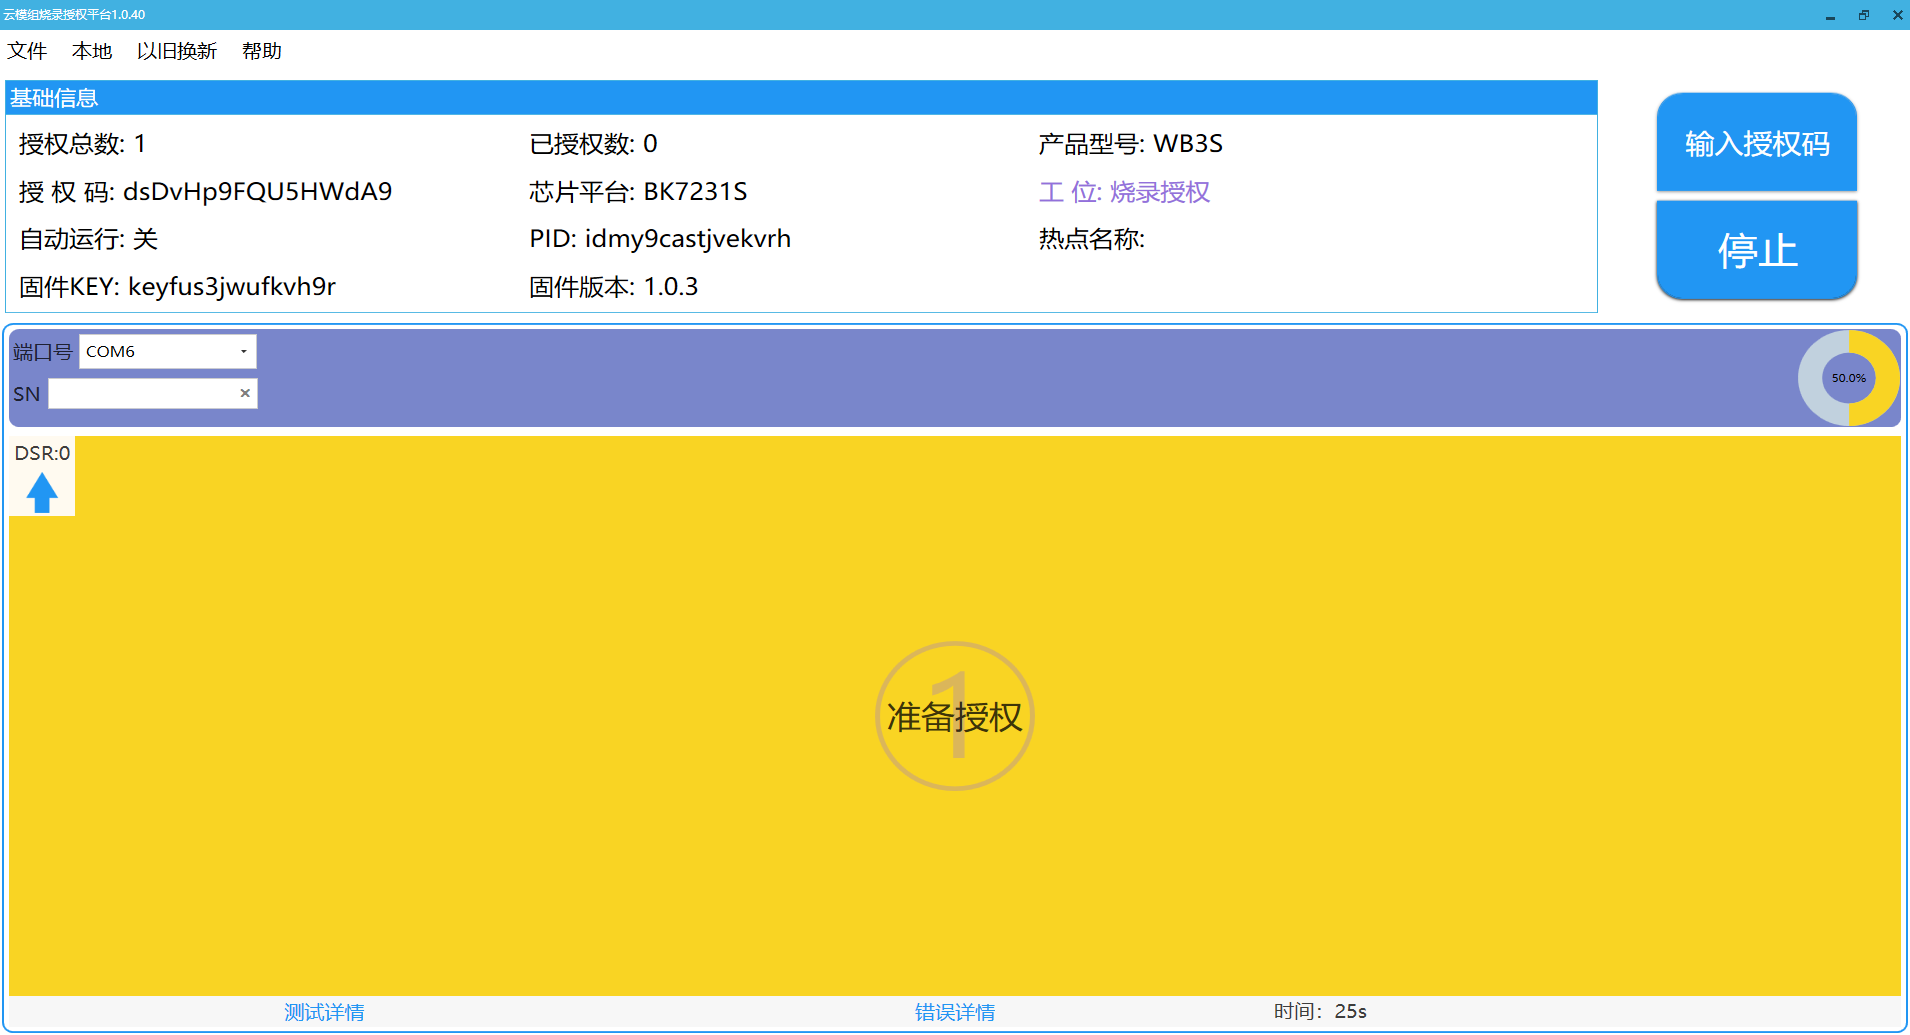 云模组烧录授权平台1.0.40
文件 本地 以旧换新 帮助
基础信息
授权总数: 1 已授权数: 0 产品型号: WB3S
授 权 码: dsDvHp9FQU5HWdA9 芯片平台: BK7231S 工 位: 烧录授权
自动运行: 关 PID: idmy9castjvekvrh 热点名称:
固件KEY: keyfus3jwufkvh9r 固件版本: 1.0.3
输入授权码
停止
端口号 COM6
SN
50.0%
DSR:0
1
准备授权
测试详情 错误详情 时间: 25s